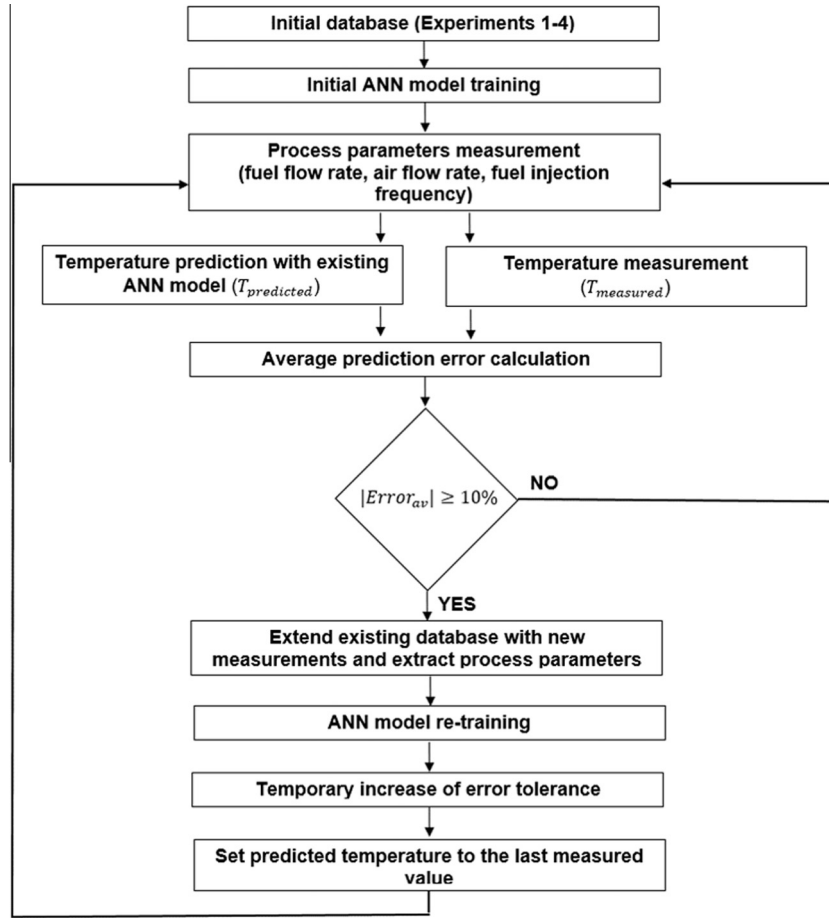 Initial database (Experiments 1-4)
Initial ANN model training
Process parameters measurement
(fuel flow rate, air flow rate, fuel injection
frequency)
Temperature prediction with existing
ANN model (T_predicted)
Temperature measurement
(T_measured)
Average prediction error calculation
|Error_av| ≥ 10%
NO
YES
Extend existing database with new
measurements and extract process parameters
ANN model re-training
Temporary increase of error tolerance
Set predicted temperature to the last measured
value